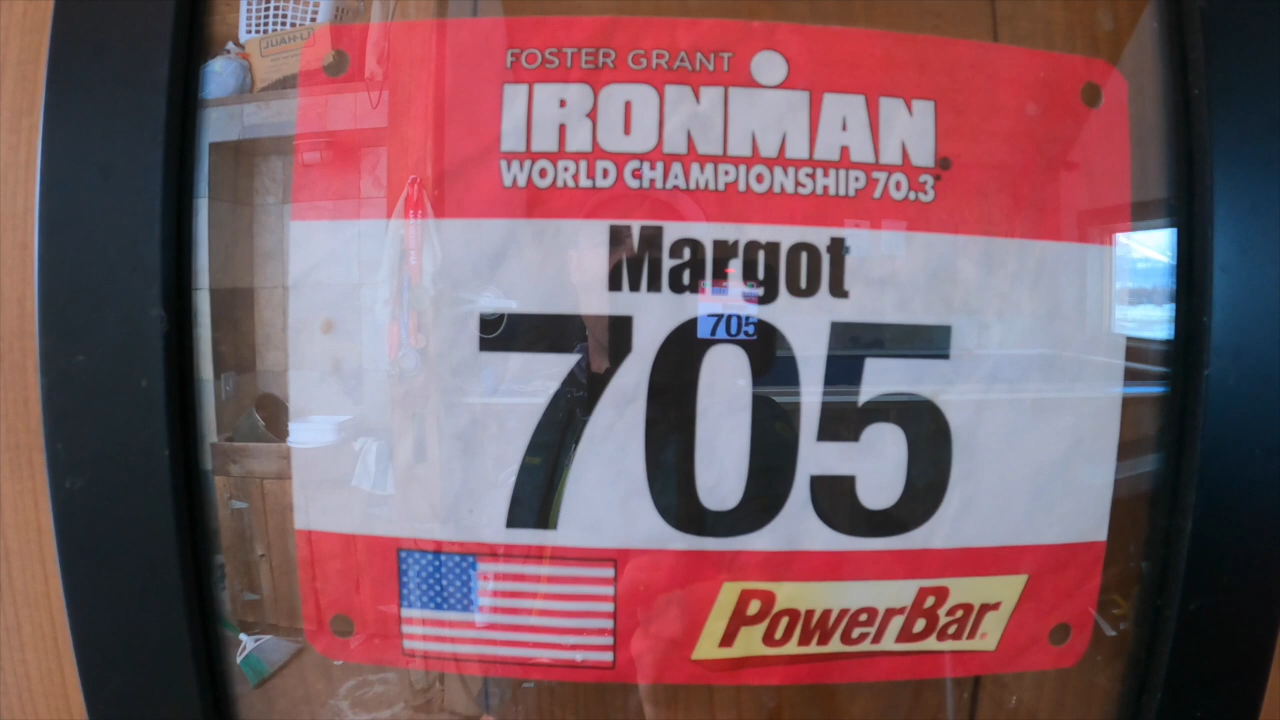 FOSTER GRANT
IRONMAN
WORLD CHAMPIONSHIP 70.3
Margot
705
705
PowerBar